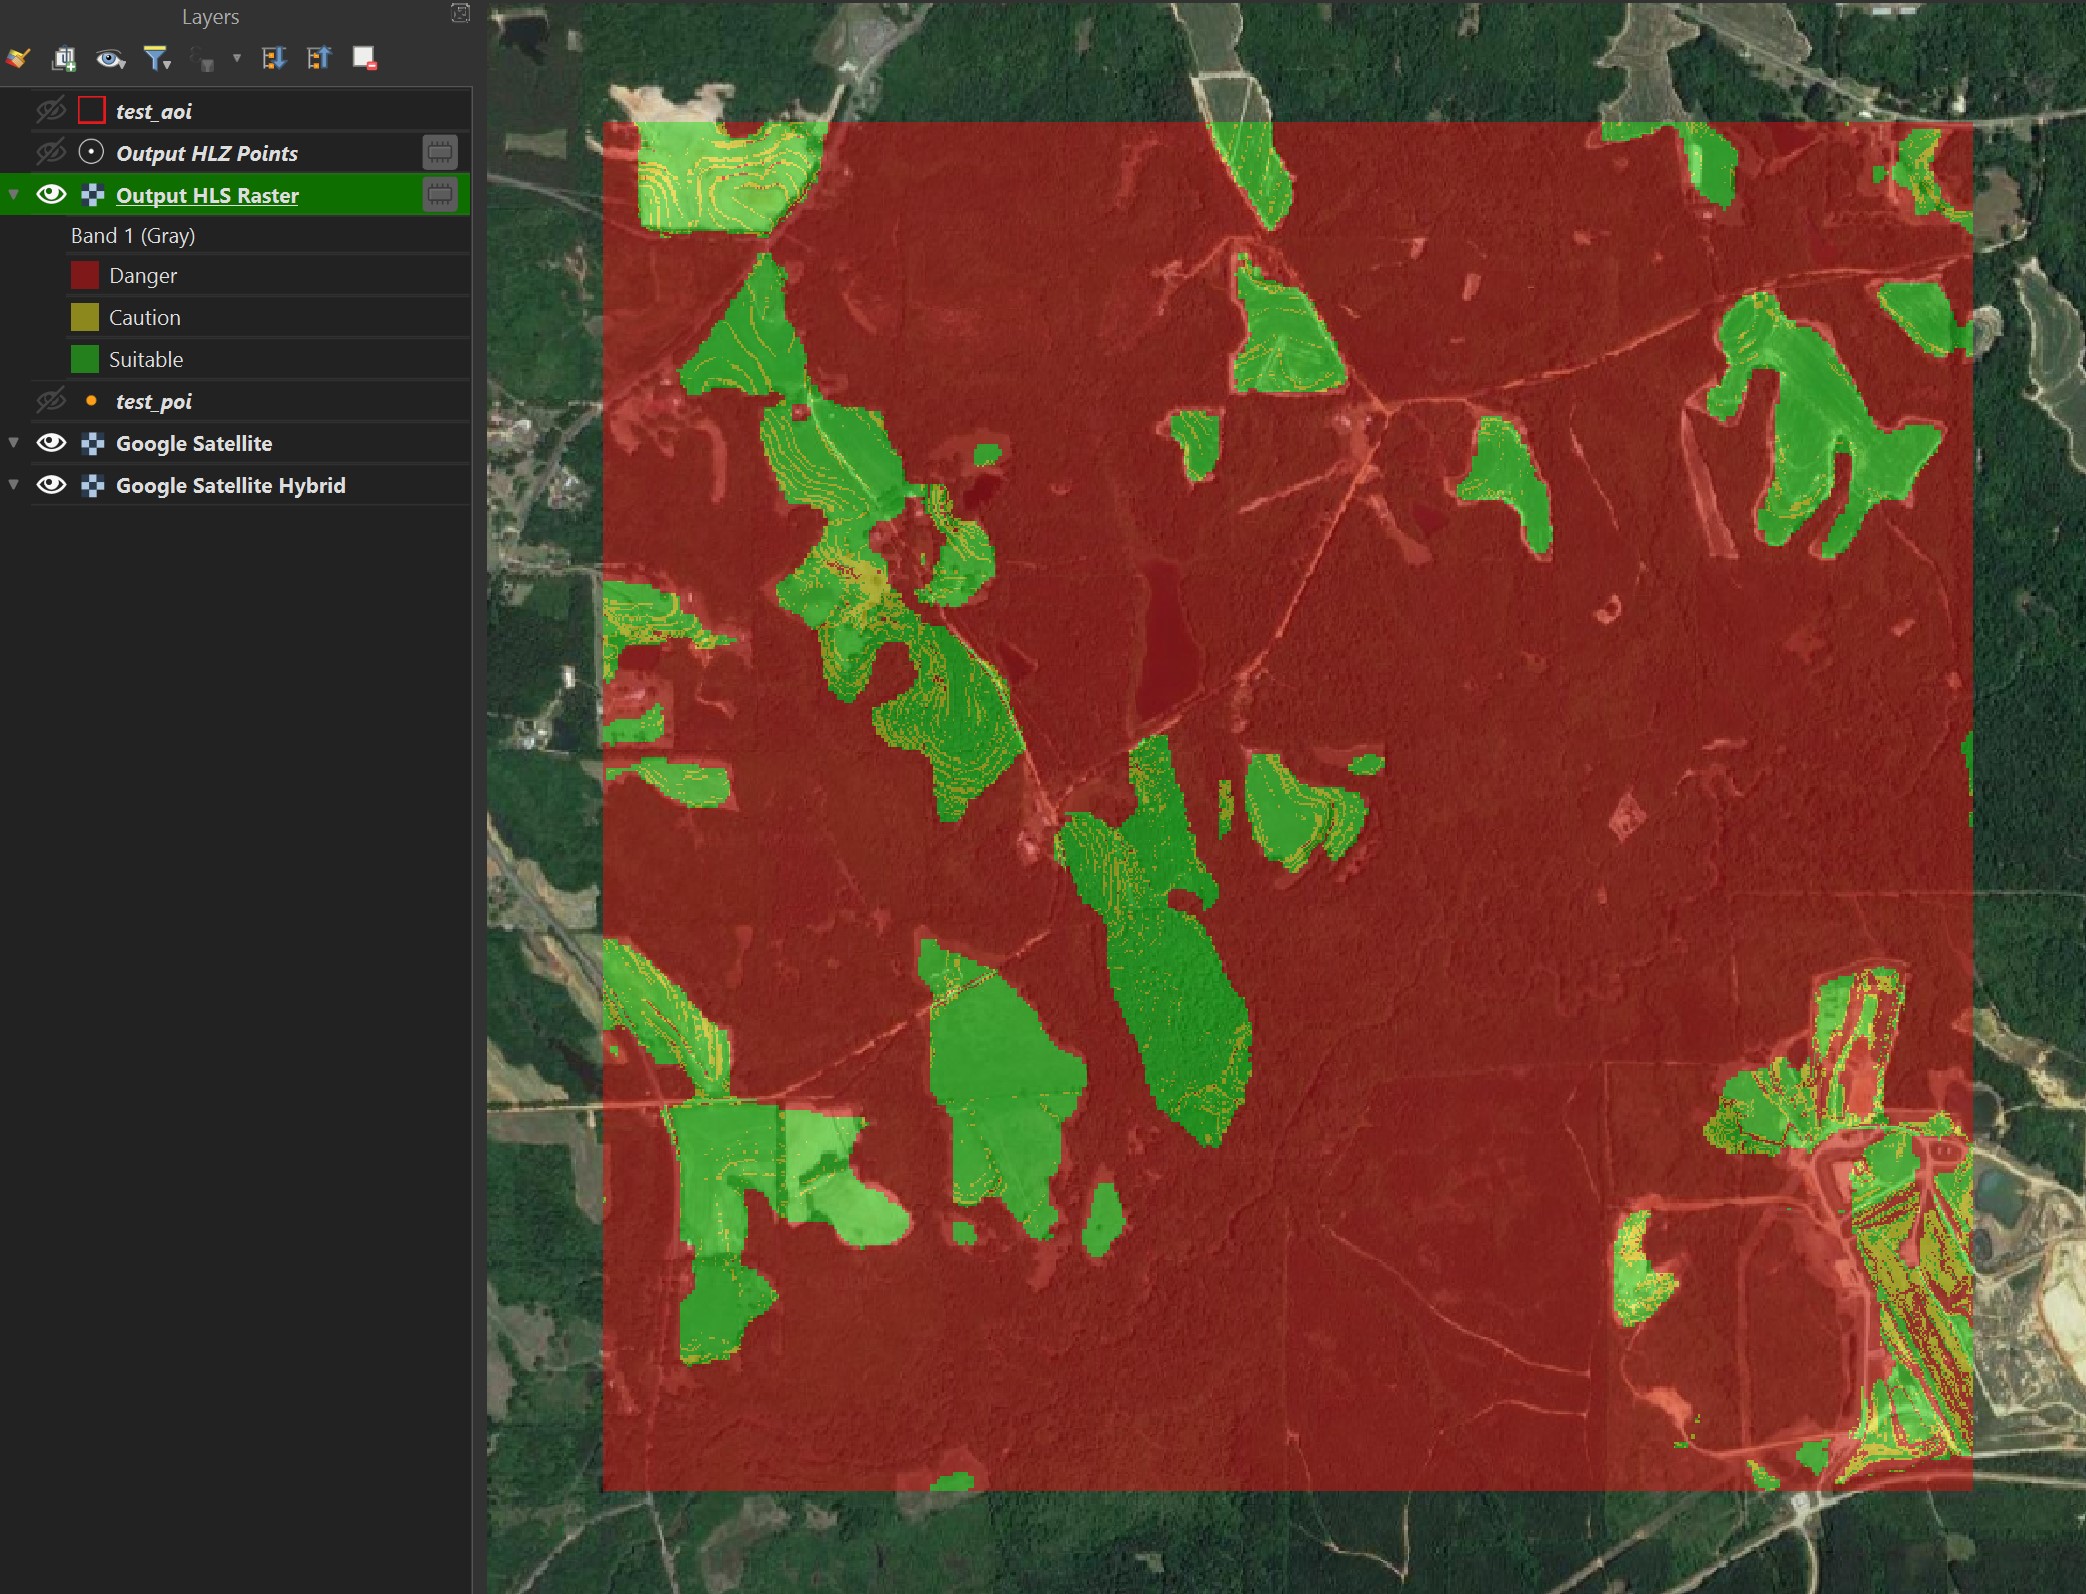 Layers
test_aoi
Output HLZ Points
Output HLS Raster
Band 1 (Gray)
Danger
Caution
Suitable
test_poi
Google Satellite
Google Satellite Hybrid